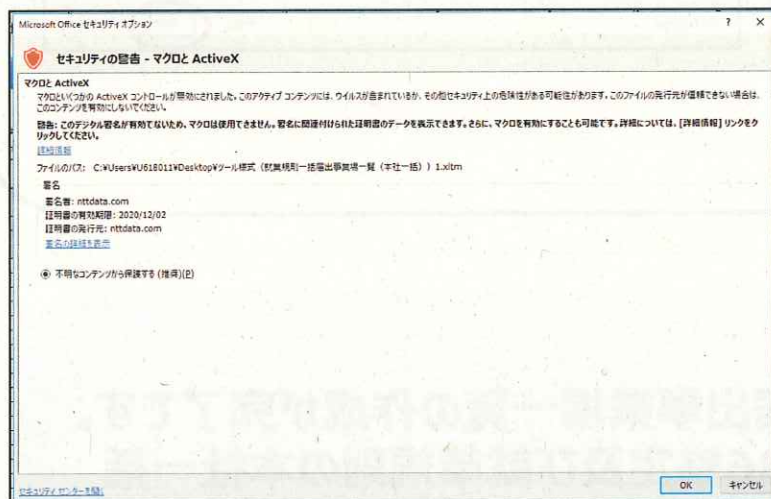 Microsoft Office セキュリティ オプション
? ×
セキュリティの警告 - マクロと ActiveX
マクロと ActiveX
マクロといくつかの ActiveX コントロールが無効にされました。このアクティブ コンテンツには、ウイルスが含まれているか、その他セキュリティ上の危険性がある可能性があります。このファイルの発行元が信頼できない場合は、
このコンテンツを有効にしないでください。
警告: このデジタル署名が有効でないため、マクロは使用できません。署名に関連付けられた証明書のデータを表示できます。さらに、マクロを有効にすることも可能です。詳細については、[詳細情報] リンクをク
リックしてください。
詳細情報
ファイルのパス: C:¥Users¥U618011¥Desktop¥ツール様式（就業規則一括届出事業場一覧（本社一括））1.xltm
署名
署名者: nttdata.com
証明書の有効期限: 2020/12/02
証明書の発行元: nttdata.com
署名の詳細を表示
不明なコンテンツから保護する (推奨)(P)
セキュリティ センターを開く
OK キャンセル